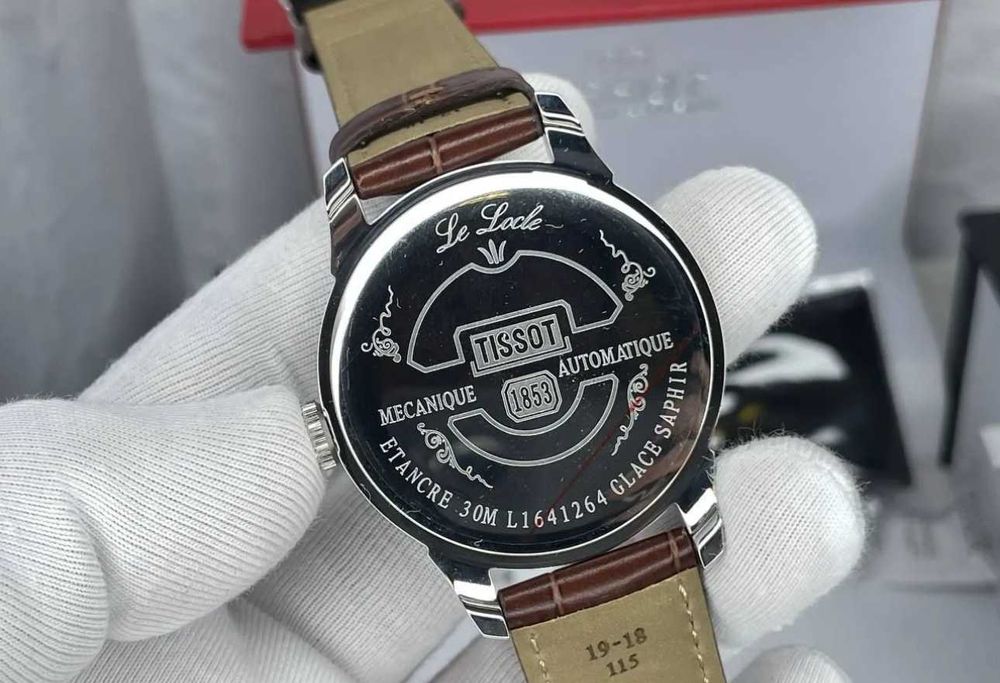 Le Locle
TISSOT
1853
MECANIQUE
AUTOMATIQUE
ETANCRE 30M L1641264 GLACE SAPHIR
19-18
115